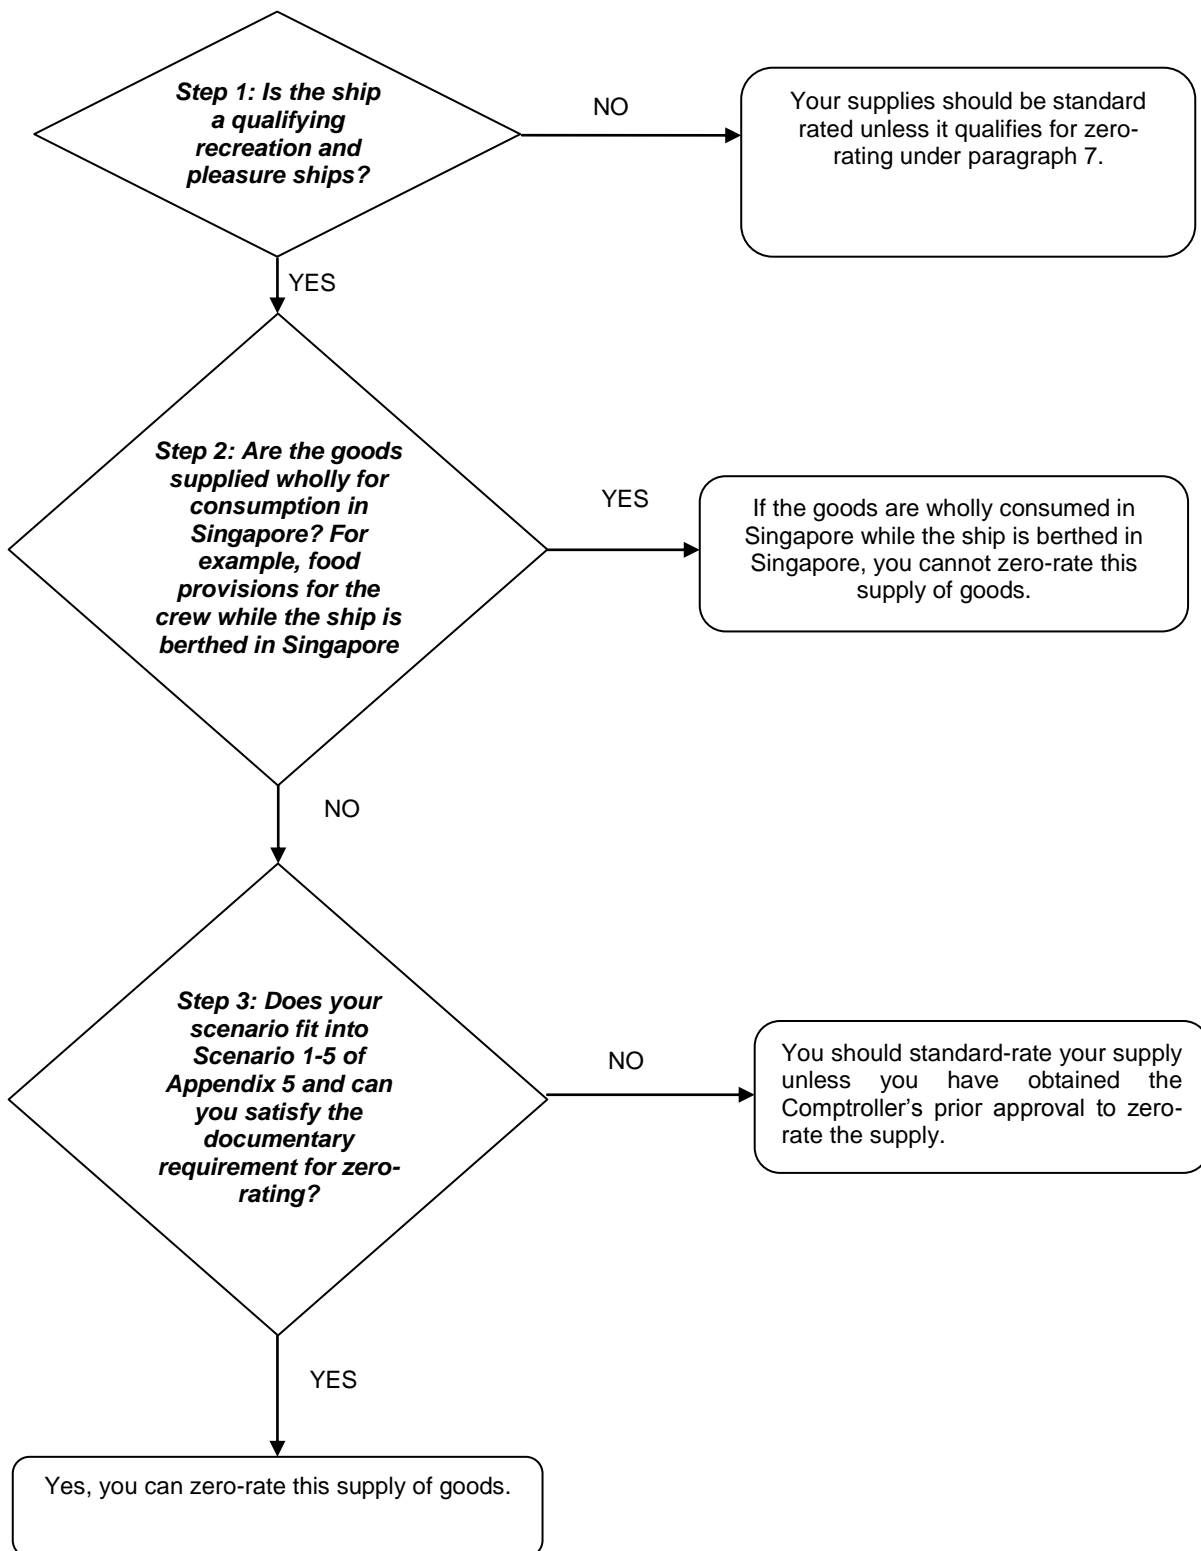 Step 1: Is the ship
a qualifying
recreation and
pleasure ships?
NO
Your supplies should be standard
rated unless it qualifies for zero-
rating under paragraph 7.
YES
Step 2: Are the goods
supplied wholly for
consumption in
Singapore? For
example, food
provisions for the
crew while the ship is
berthed in Singapore
YES
If the goods are wholly consumed in
Singapore while the ship is berthed in
Singapore, you cannot zero-rate this
supply of goods.
NO
Step 3: Does your
scenario fit into
Scenario 1-5 of
Appendix 5 and can
you satisfy the
documentary
requirement for zero-
rating?
NO
You should standard-rate your supply
unless you have obtained the
Comptroller’s prior approval to zero-
rate the supply.
YES
Yes, you can zero-rate this supply of goods.